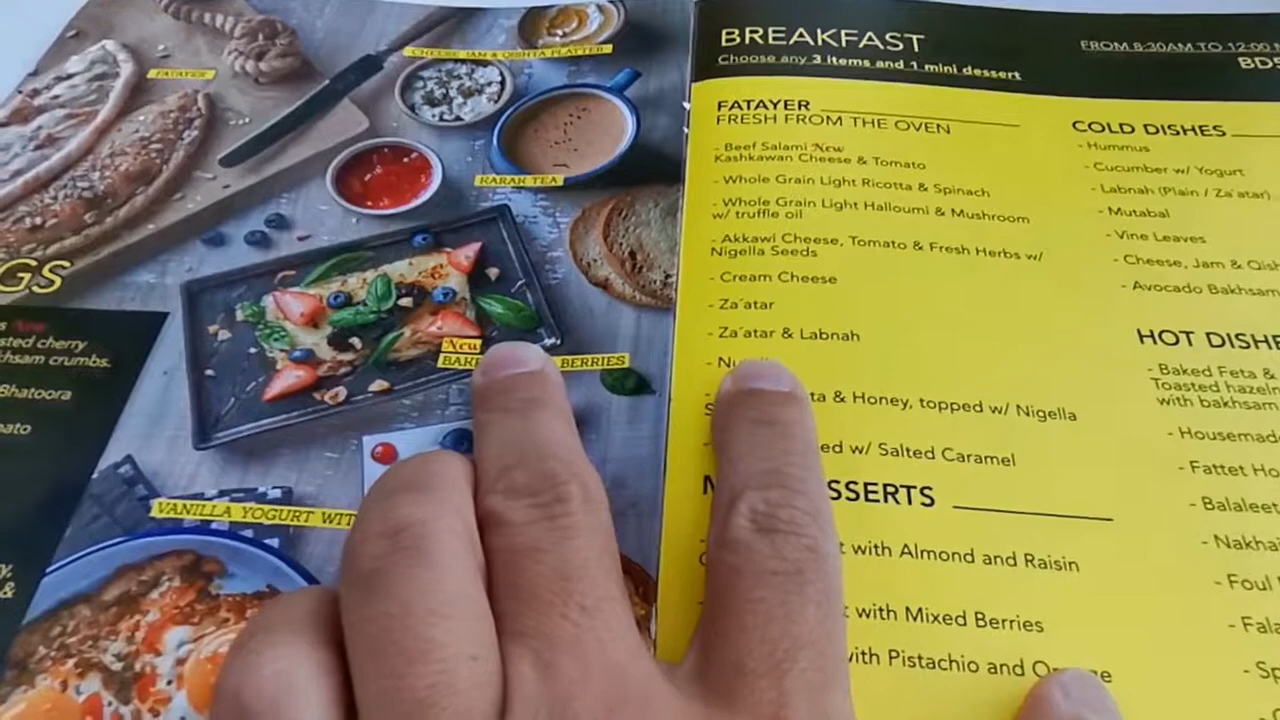 FATAYER
CHEESE JAM & QISHTA PLATTER
KARAK TEA
GS
New
sted cherry
khsam crumbs.
Bhatoora
ato
&
New
BAKE BERRIES
VANILLA YOGURT WIT
BREAKFAST
Choose any 3 items and 1 mini dessert
FROM 8:30AM TO 12:00
BD5
FATAYER
FRESH FROM THE OVEN
- Beef Salami New
Kashkawan Cheese & Tomato
- Whole Grain Light Ricotta & Spinach
- Whole Grain Light Halloumi & Mushroom
w/ truffle oil
- Akkawi Cheese, Tomato & Fresh Herbs w/
Nigella Seeds
- Cream Cheese
- Za´atar
- Za´atar & Labnah
- Nu
ta & Honey, topped w/ Nigella
S
ed w/ Salted Caramel
M SSERTS
t with Almond and Raisin
t with Mixed Berries
with Pistachio and
COLD DISHES
- Hummus
- Cucumber w/ Yogurt
- Labnah (Plain / Za´atar)
- Mutabal
- Vine Leaves
- Cheese, Jam & Qish
- Avocado Bakhsam
HOT DISHE
- Baked Feta &
Toasted hazeln
with bakhsam
- Housemad
- Fattet Ho
- Balaleet
- Nakha
- Foul
- Fala
- Sp